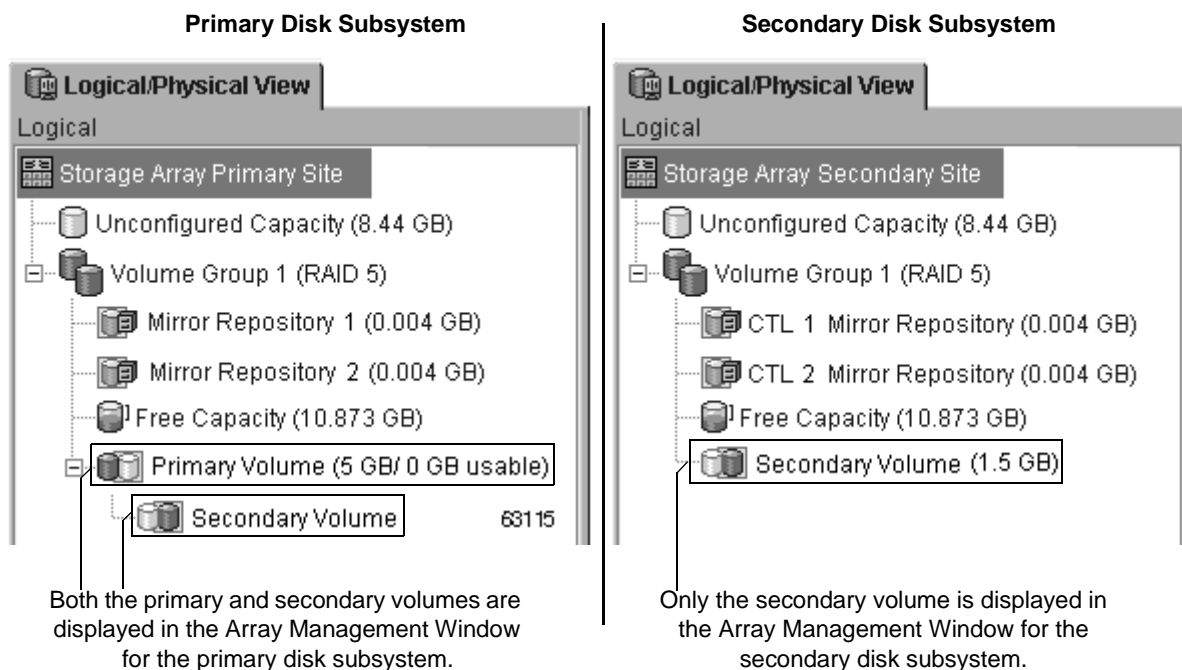 Primary Disk Subsystem
Logical/Physical View
Logical
Storage Array Primary Site
Unconfigured Capacity (8.44 GB)
Volume Group 1 (RAID 5)
Mirror Repository 1 (0.004 GB)
Mirror Repository 2 (0.004 GB)
Free Capacity (10.873 GB)
Primary Volume (5 GB/ 0 GB usable)
Secondary Volume 63115
Both the primary and secondary volumes are
displayed in the Array Management Window
for the primary disk subsystem.
Secondary Disk Subsystem
Logical/Physical View
Logical
Storage Array Secondary Site
Unconfigured Capacity (8.44 GB)
Volume Group 1 (RAID 5)
CTL 1 Mirror Repository (0.004 GB)
CTL 2 Mirror Repository (0.004 GB)
Free Capacity (10.873 GB)
Secondary Volume (1.5 GB)
Only the secondary volume is displayed in
the Array Management Window for the
secondary disk subsystem.